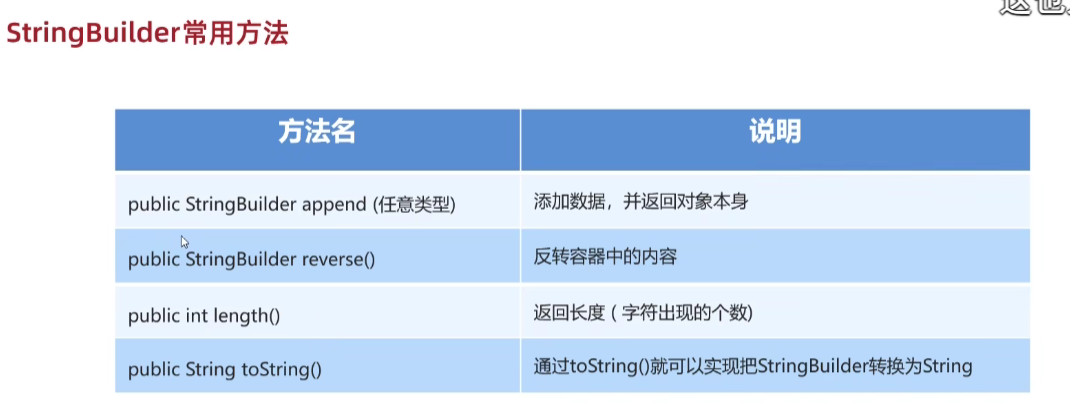 这也
StringBuilder常用方法
方法名 说明
public StringBuilder append (任意类型) 添加数据，并返回对象本身
public StringBuilder reverse() 反转容器中的内容
public int length() 返回长度 ( 字符出现的个数)
public String toString() 通过toString()就可以实现把StringBuilder转换为String